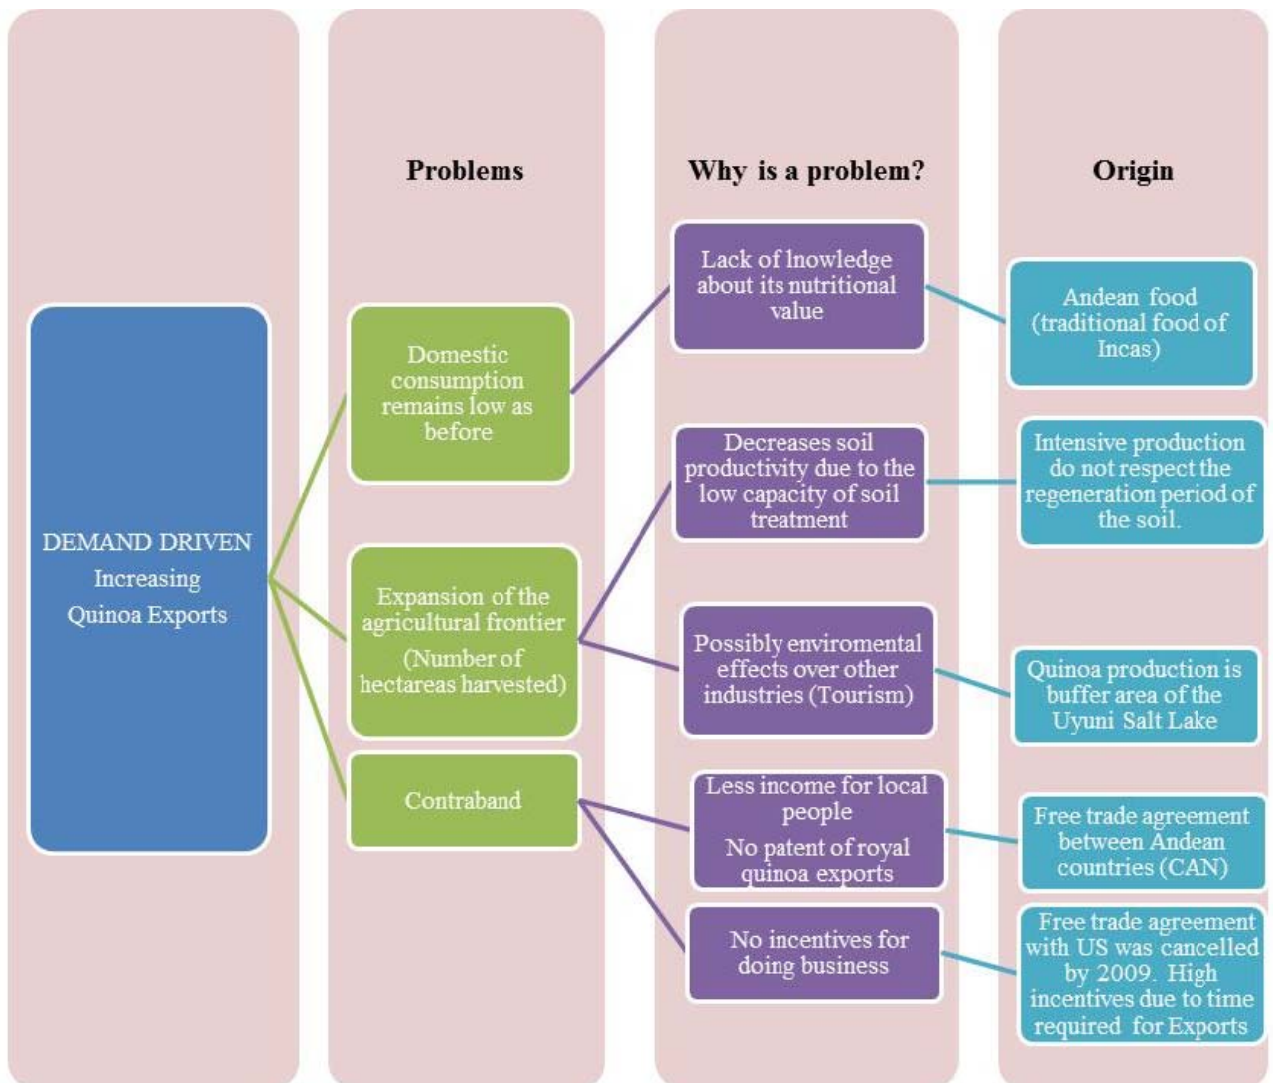 Problems
Why is a problem?
Origin
DEMAND DRIVEN
Increasing
Quinoa Exports
Domestic
consumption
remains low as
before
Expansion of the
agricultural frontier
(Number of
hectareas harvested)
Contraband
Lack of lnowledge
about its nutritional
value
Decreases soil
productivity due to the
low capacity of soil
treatment
Possibly enviromental
effects over other
industries (Tourism)
Less income for local
people
No patent of royal
quinoa exports
No incentives for
doing business
Andean food
(traditional food of
Incas)
Intensive production
do not respect the
regeneration period of
the soil.
Quinoa production is
buffer area of the
Uyuni Salt Lake
Free trade agreement
between Andean
countries (CAN)
Free trade agreement
with US was cancelled
by 2009. High
incentives due to time
required for Exports